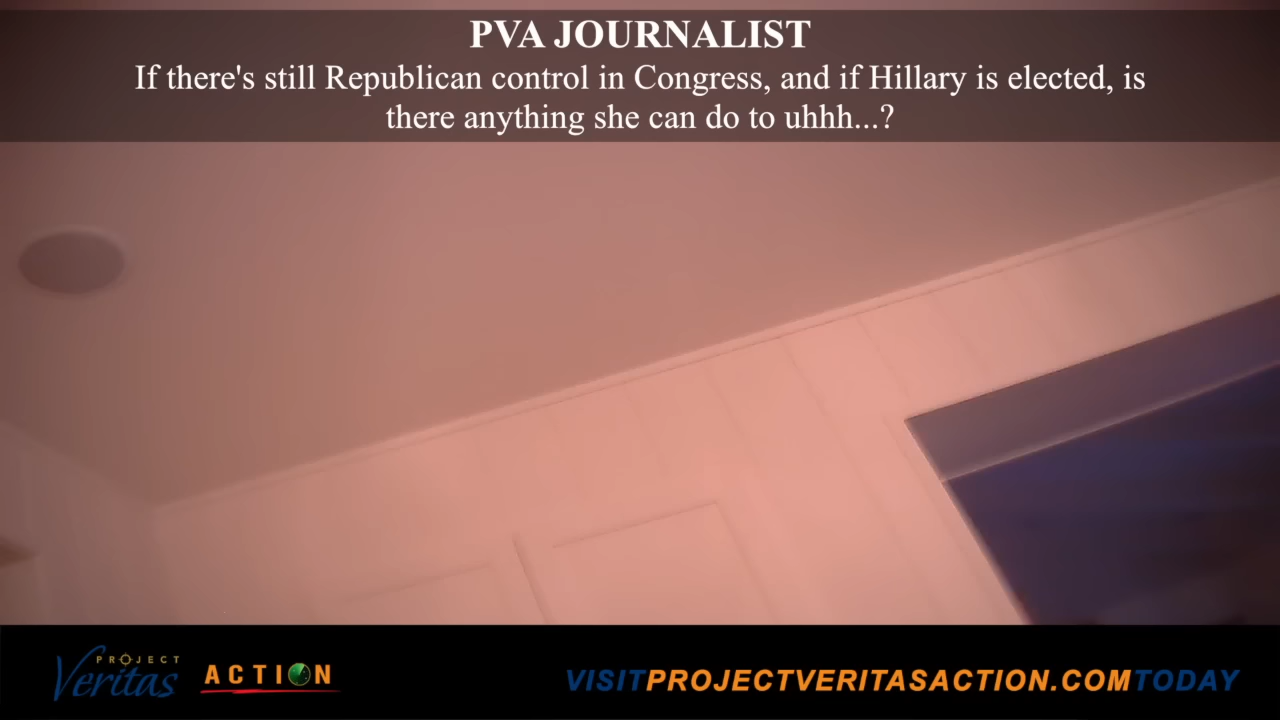 PVA JOURNALIST
If there's still Republican control in Congress, and if Hillary is elected, is
there anything she can do to uhhh...?
PROJECT
Veritas ACTION
VISITPROJECTVERITASACTION.COMTODAY